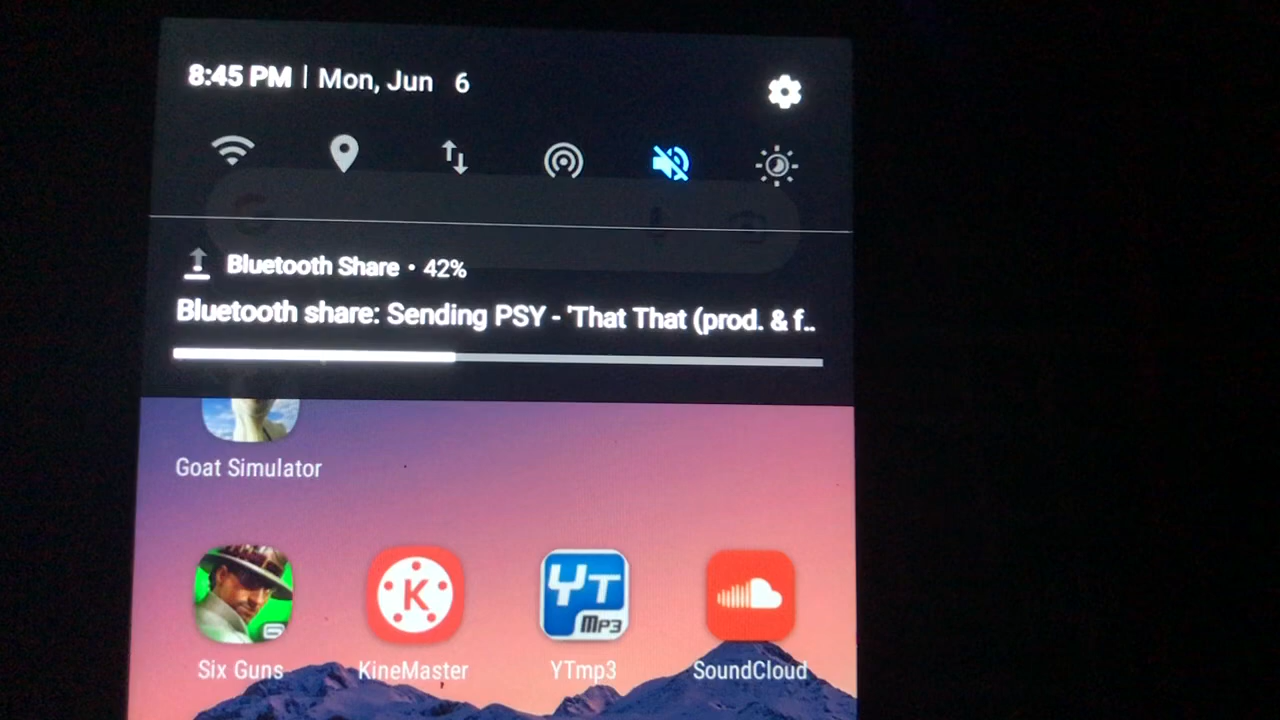 8:45 PM | Mon, Jun 6
Bluetooth Share • 42%
Bluetooth share: Sending PSY - 'That That (prod. & f..
Goat Simulator
K
YT
MP3
Six Guns
KineMaster
YTmp3
SoundCloud